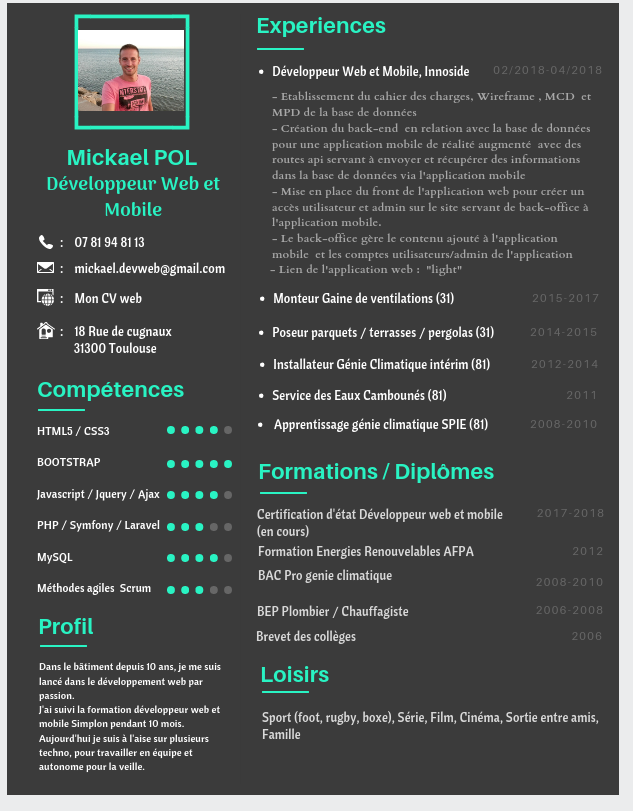 Mickael POL
Développeur Web et
Mobile
: 07 81 94 81 13
: mickael.devweb@gmail.com
: Mon CV web
: 18 Rue de cugnaux
31300 Toulouse
Compétences
HTML5 / CSS3
BOOTSTRAP
Javascript / Jquery / Ajax
PHP / Symfony / Laravel
MySQL
Méthodes agiles Scrum
Profil
Dans le bâtiment depuis 10 ans, je me suis
lancé dans le développement web par
passion.
J'ai suivi la formation développeur web et
mobile Simplon pendant 10 mois.
Aujourd'hui je suis à l'aise sur plusieurs
techno, pour travailler en équipe et
autonome pour la veille.
Experiences
• Développeur Web et Mobile, Innoside 02/2018-04/2018
- Etablissement du cahier des charges, Wireframe , MCD et
MPD de la base de données
- Création du back-end en relation avec la base de données
pour une application mobile de réalité augmenté avec des
routes api servant à envoyer et récupérer des informations
dans la base de données via l'application mobile
- Mise en place du front de l'application web pour créer un
accès utilisateur et admin sur le site servant de back-office à
l'application mobile.
- Le back-office gère le contenu ajouté à l'application
mobile et les comptes utilisateurs/admin de l'application
- Lien de l'application web : "light"
• Monteur Gaine de ventilations (31) 2015-2017
• Poseur parquets / terrasses / pergolas (31) 2014-2015
• Installateur Génie Climatique intérim (81) 2012-2014
• Service des Eaux Cambounés (81) 2011
• Apprentissage génie climatique SPIE (81) 2008-2010
Formations / Diplômes
Certification d'état Développeur web et mobile 2017-2018
(en cours)
Formation Energies Renouvelables AFPA 2012
BAC Pro genie climatique
2008-2010
BEP Plombier / Chauffagiste 2006-2008
Brevet des collèges 2006
Loisirs
Sport (foot, rugby, boxe), Série, Film, Cinéma, Sortie entre amis,
Famille